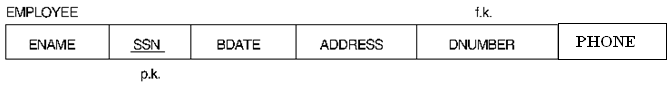 EMPLOYEE f.k.
ENAME SSN BDATE ADDRESS DNUMBER PHONE
p.k.